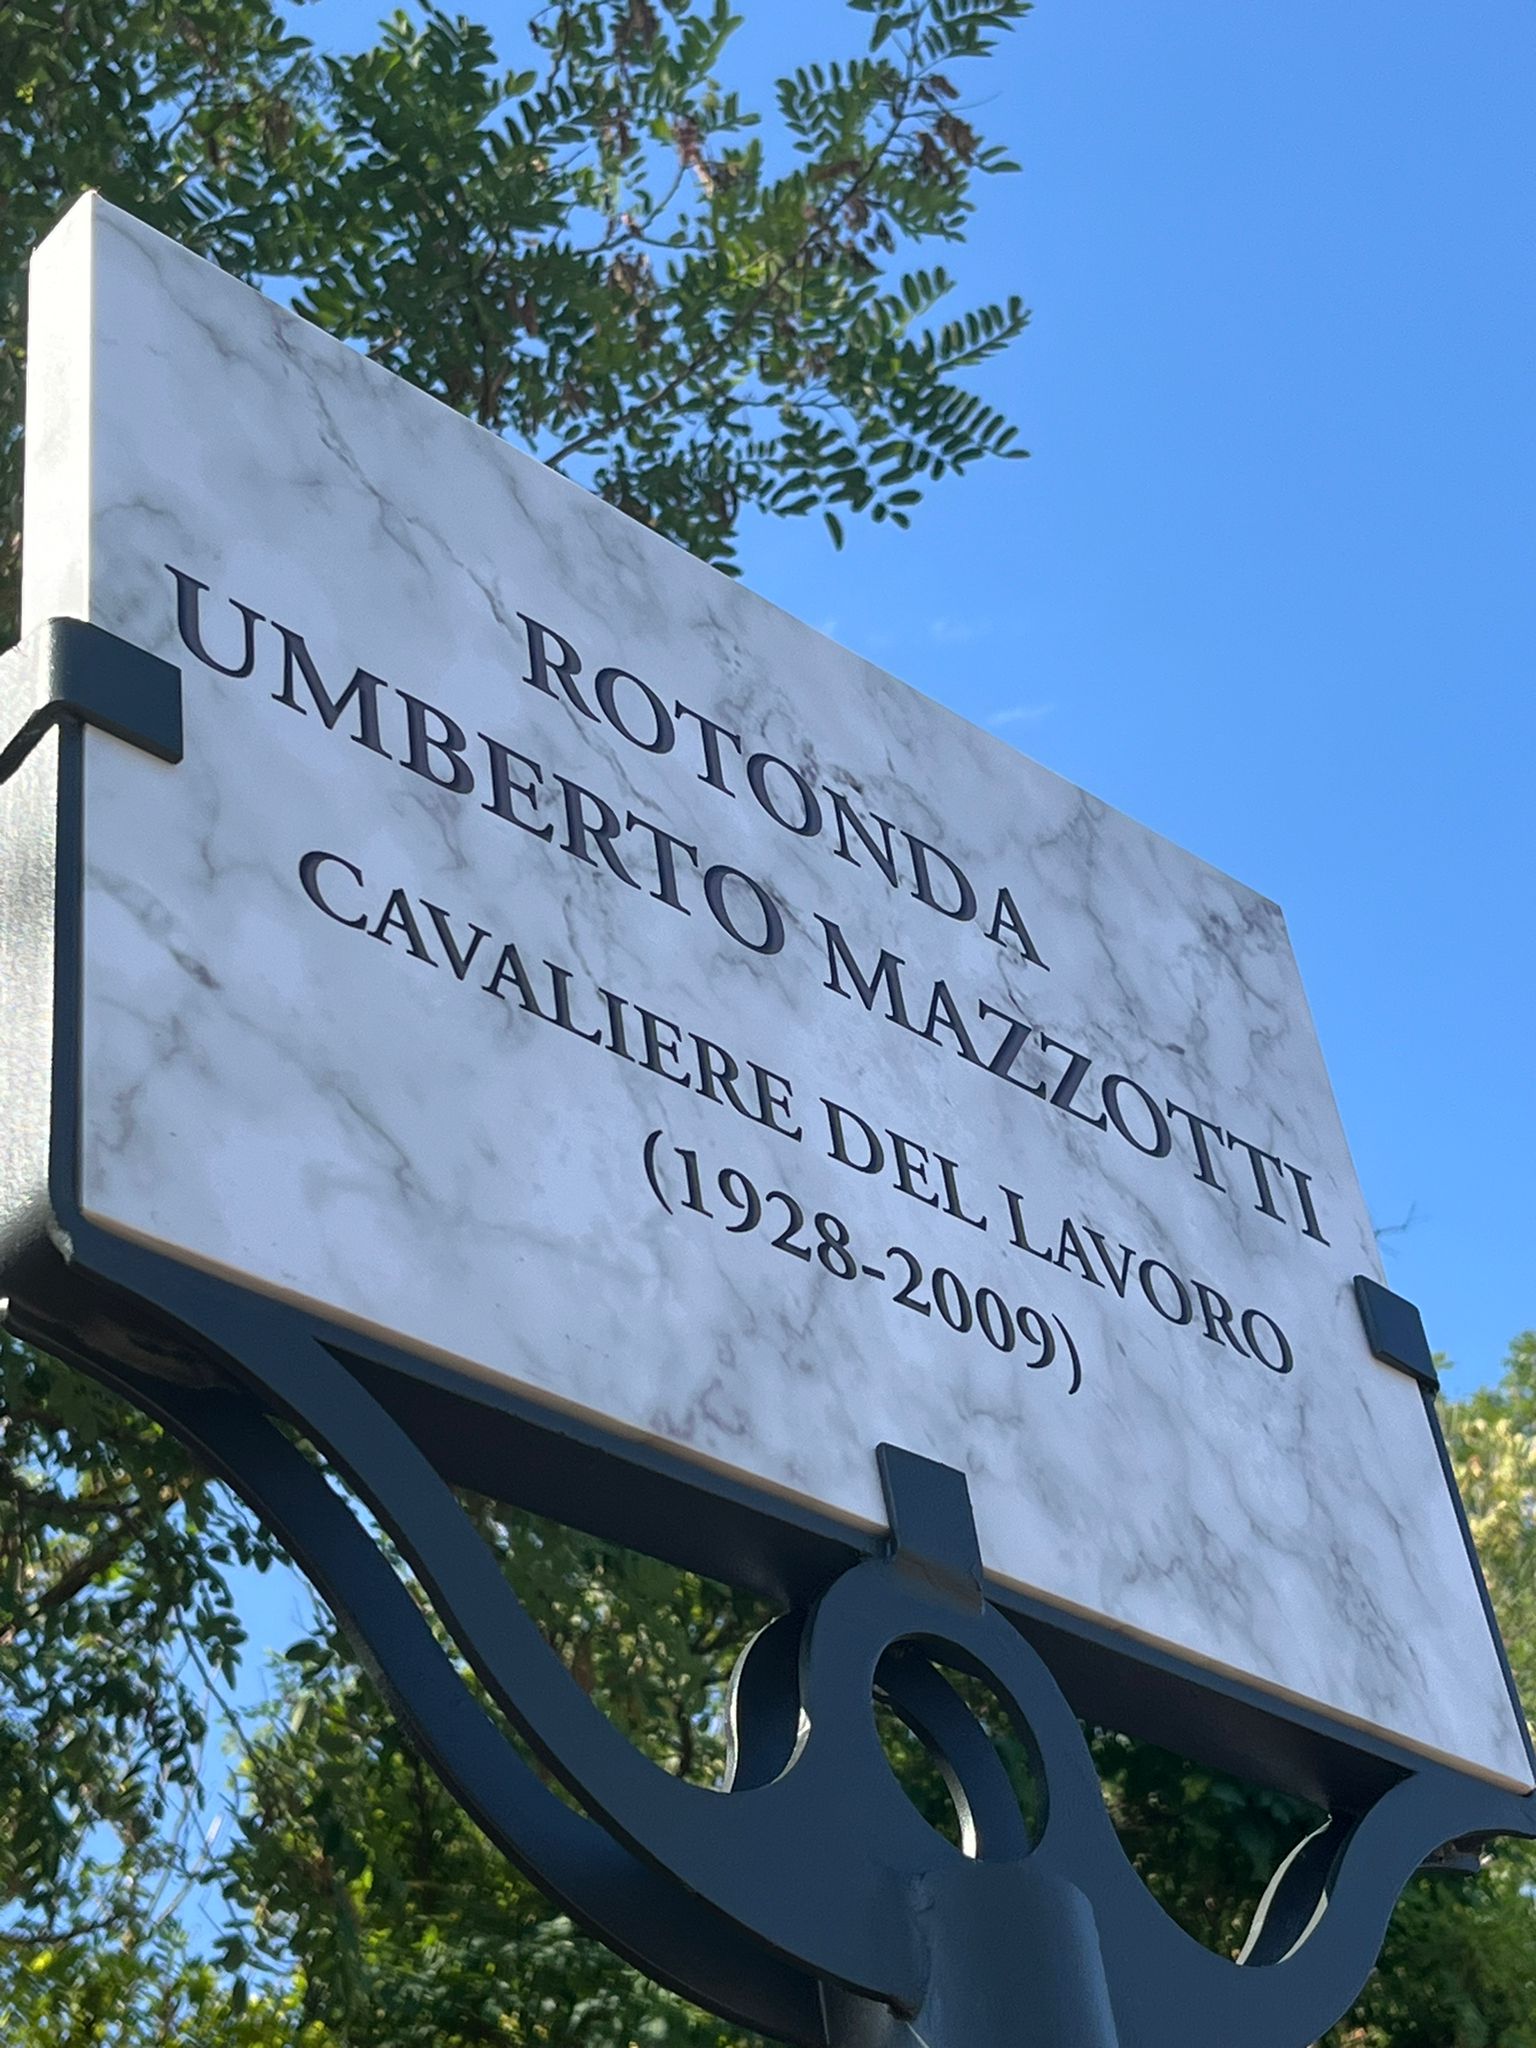 ROTONDA
UMBERTO MAZZOTTI
CAVALIERE DEL LAVORO
(1928-2009)